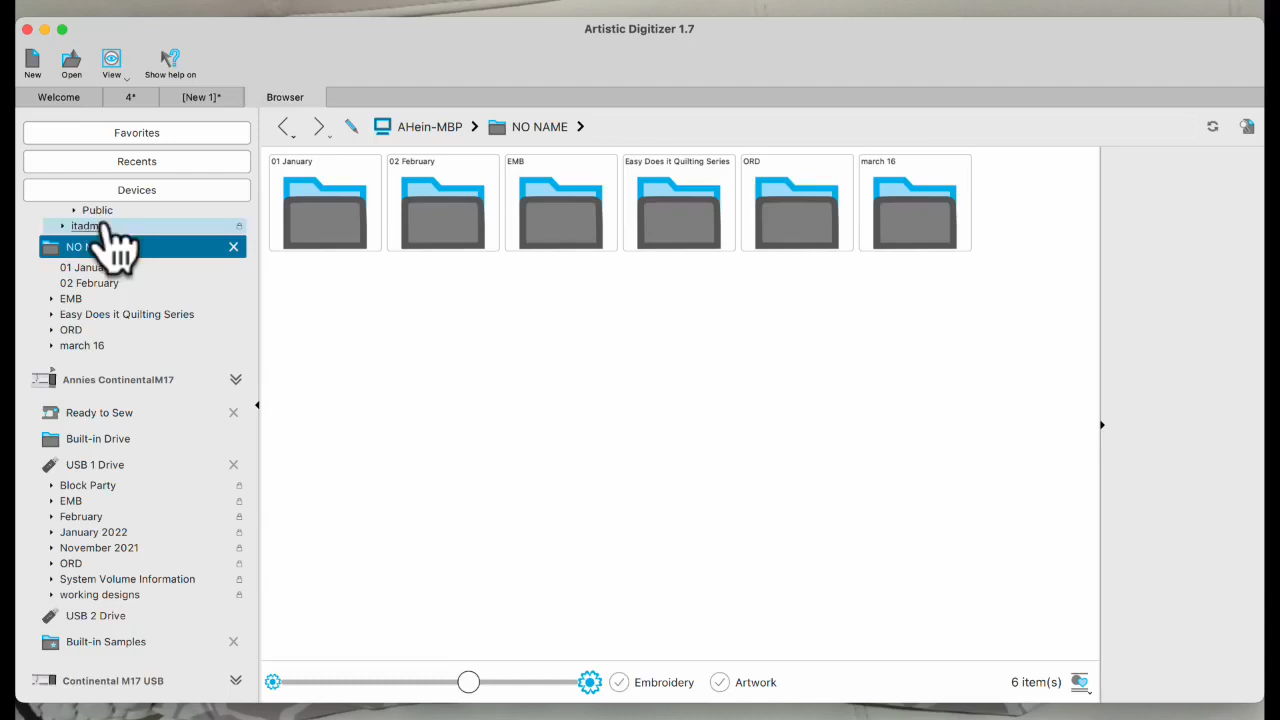 Artistic Digitizer 1.7
New Open View Show help on
Welcome 4* [New 1]* Browser
Favorites
Recents
Devices
Public
itadm
NO
01 Janua
02 February
EMB
Easy Does it Quilting Series
ORD
march 16
Annies ContinentalM17
Ready to Sew
Built-in Drive
USB 1 Drive
Block Party
EMB
February
January 2022
November 2021
ORD
System Volume Information
working designs
USB 2 Drive
Built-in Samples
Continental M17 USB
AHein-MBP NO NAME
01 January 02 February EMB Easy Does it Quilting Series ORD march 16
Embroidery Artwork 6 item(s)